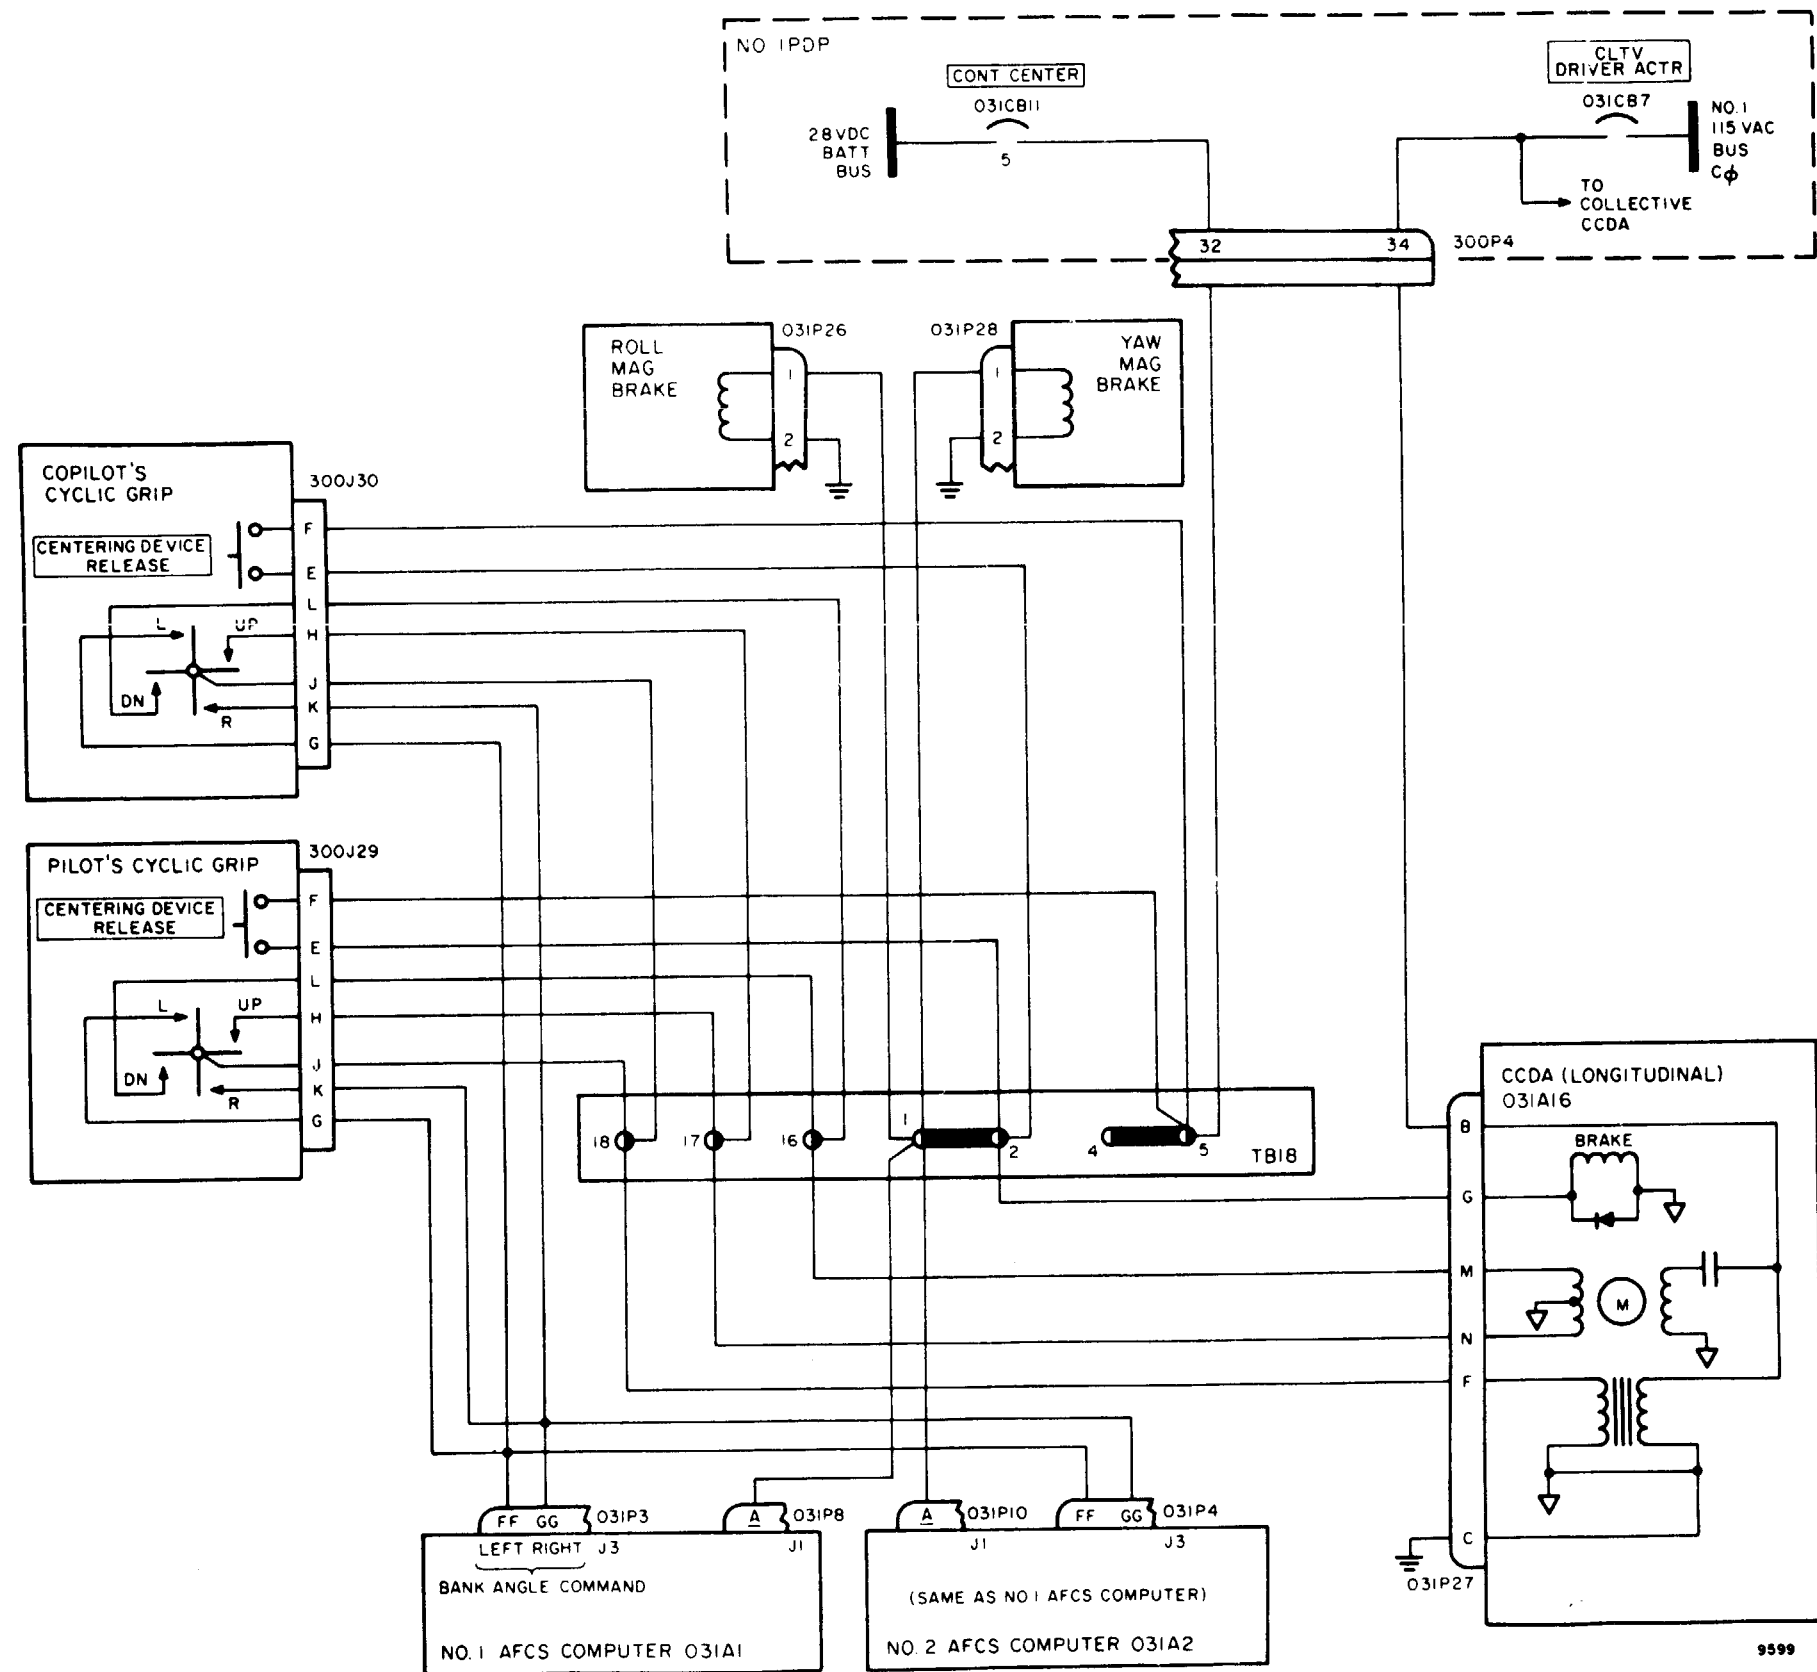 NO 1PDP
CONT CENTER
031CB11
28VDC
BATT
BUS
5
CLTV
DRIVER ACTR
031CB7
NO. 1
115 VAC
BUS
Cϕ
TO
COLLECTIVE
CCDA
32
34
300P4
ROLL
MAG
BRAKE
031P26
1
2
031P28
1
2
YAW
MAG
BRAKE
COPILOT'S
CYCLIC GRIP
300J30
CENTERING DEVICE
RELEASE
F
E
L
H
J
K
G
L
UP
DN
R
PILOT'S CYCLIC GRIP
300J29
CENTERING DEVICE
RELEASE
F
E
L
H
J
K
G
L
UP
DN
R
18
17
16
1
2
4
5
TB18
CCDA (LONGITUDINAL)
031A16
B
BRAKE
G
M
M
N
F
C
031P27
FF GG
031P3
LEFT RIGHT J3
BANK ANGLE COMMAND
A
031P8
J1
NO. 1 AFCS COMPUTER 031A1
A
031P10
J1
FF GG
031P4
J3
(SAME AS NO 1 AFCS COMPUTER)
NO. 2 AFCS COMPUTER 031A2
9599